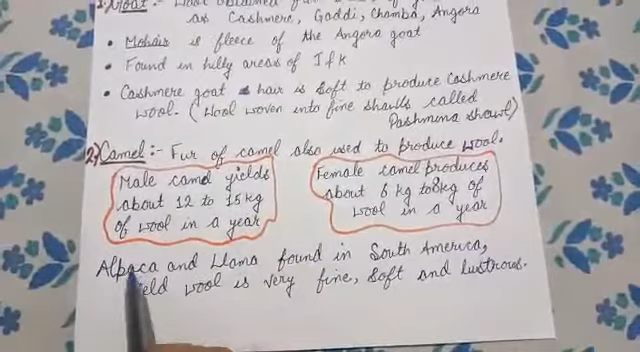 Goat:- Wool obtained
as Cashmere, Gaddi, Chamba, Angora
• Mohair is fleece of the Angora goat
• Found in hilly areas of J&K
• Cashmere goat hair is soft to produce Cashmere
wool. (Wool woven into fine shawls called
Pashmina shawl)
2) Camel:- Fur of camel also used to produce wool.
Male camel yields
about 12 to 15 kg
of wool in a year
Female camel produces
about 6 kg to 8 kg of
wool in a year
Alpaca and Llama found in South America,
wool is very fine, soft and lustrous.